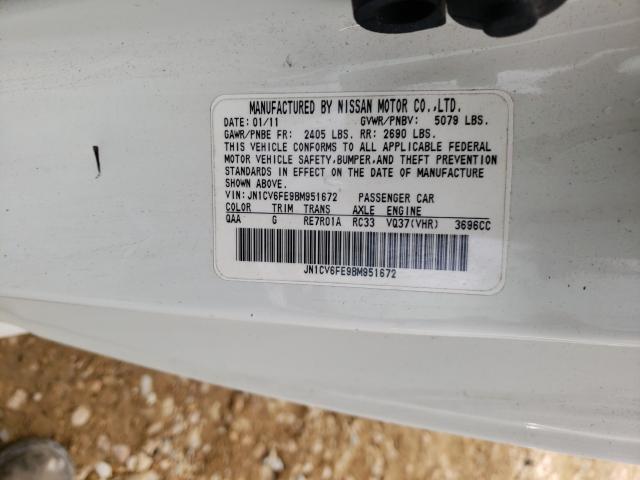 MANUFACTURED BY NISSAN MOTOR CO.,LTD.
DATE: 01/11 GVWR/PNBV: 5079 LBS.
GAWR/PNBE FR: 2405 LBS. RR: 2690 LBS.
THIS VEHICLE CONFORMS TO ALL APPLICABLE FEDERAL
MOTOR VEHICLE SAFETY,BUMPER,AND THEFT PREVENTION
STANDARDS IN EFFECT ON THE DATE OF MANUFACTURE
SHOWN ABOVE.
VIN: JN1CV6FE9BM951672 PASSENGER CAR
COLOR TRIM TRANS AXLE ENGINE
QAA G RE7R01A RC33 VQ37(VHR) 3696CC
JN1CV6FE9BM951672